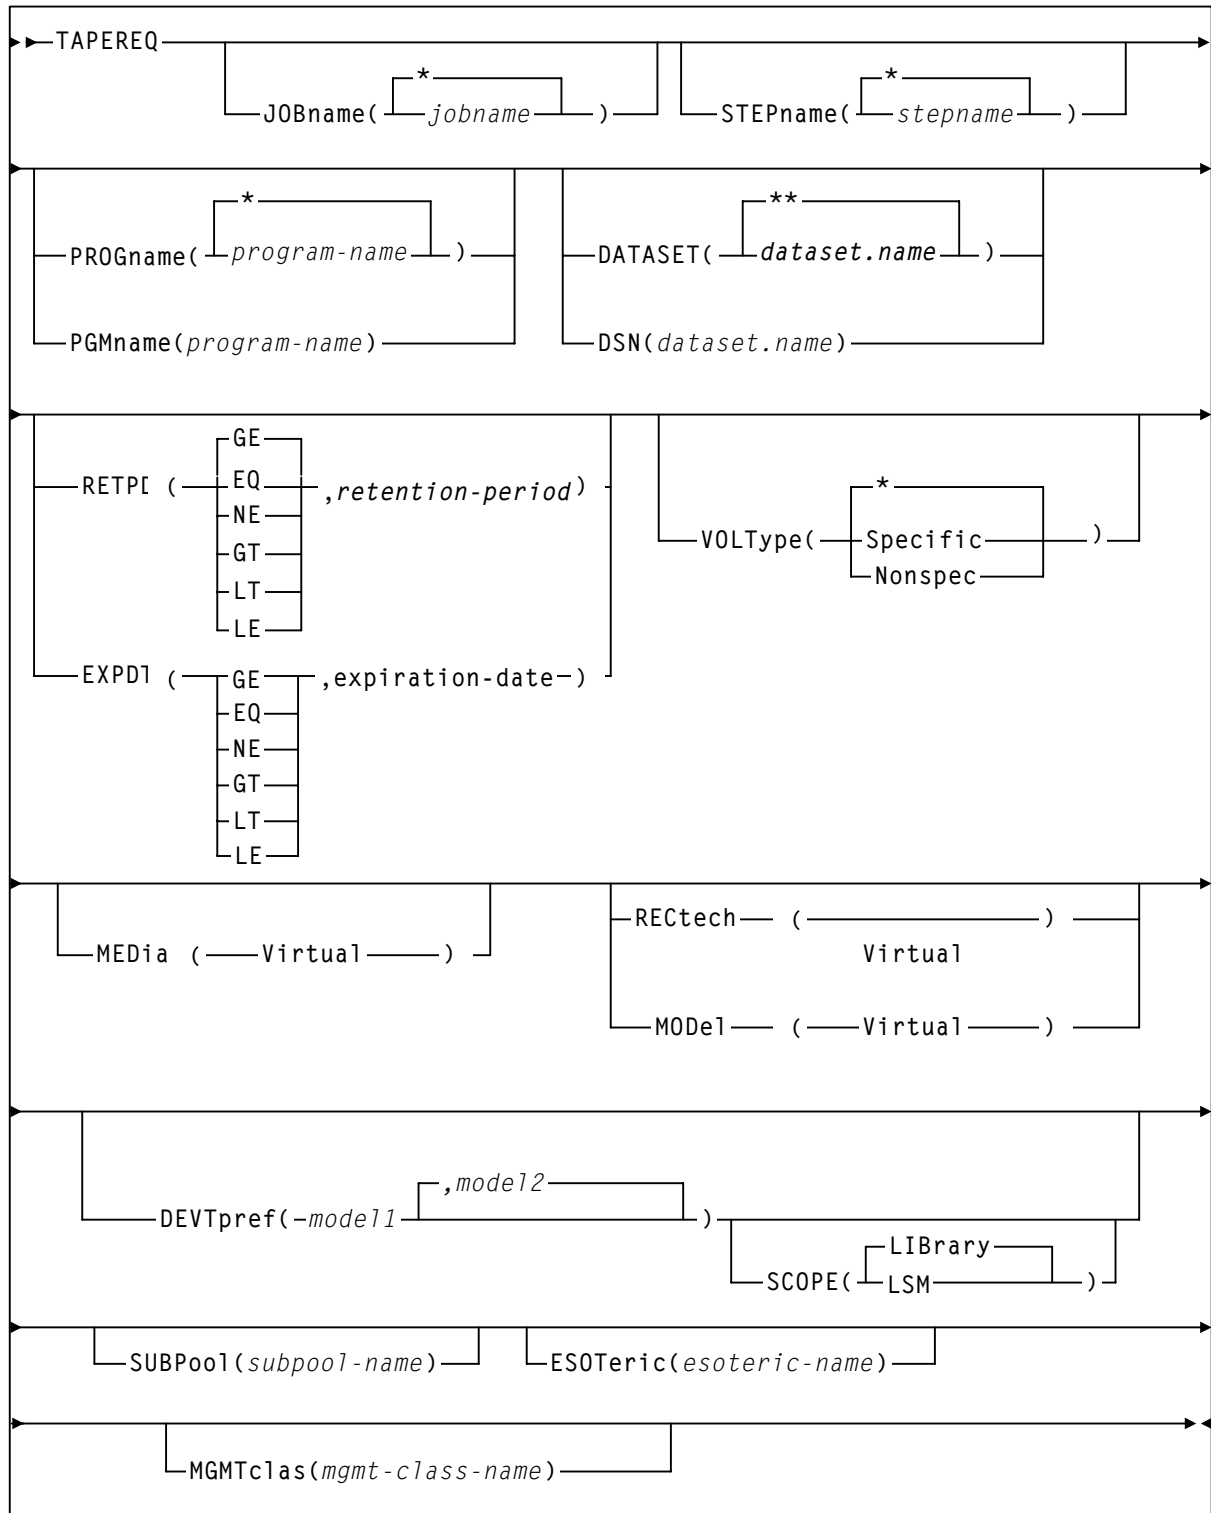 TAPEREQ
JOBname( * jobname )
STEPname( * stepname )
PROGname( * program-name )
PGMname(program-name)
DATASET( ** dataset.name )
DSN(dataset.name)
RETP[ ( GE
EQ
NE
GT
LT
LE
,retention-period)
VOLType( *
Specific
Nonspec
)
EXPD1 ( GE
EQ
NE
GT
LT
LE
,expiration-date )
MEDia ( Virtual )
RECtech ( )
Virtual
MODel ( Virtual )
DEVTpref( model1 ,model2 )
SCOPE( LIBrary
LSM )
SUBPool(subpool-name)
ESOTeric(esoteric-name)
MGMTclas(mgmt-class-name)